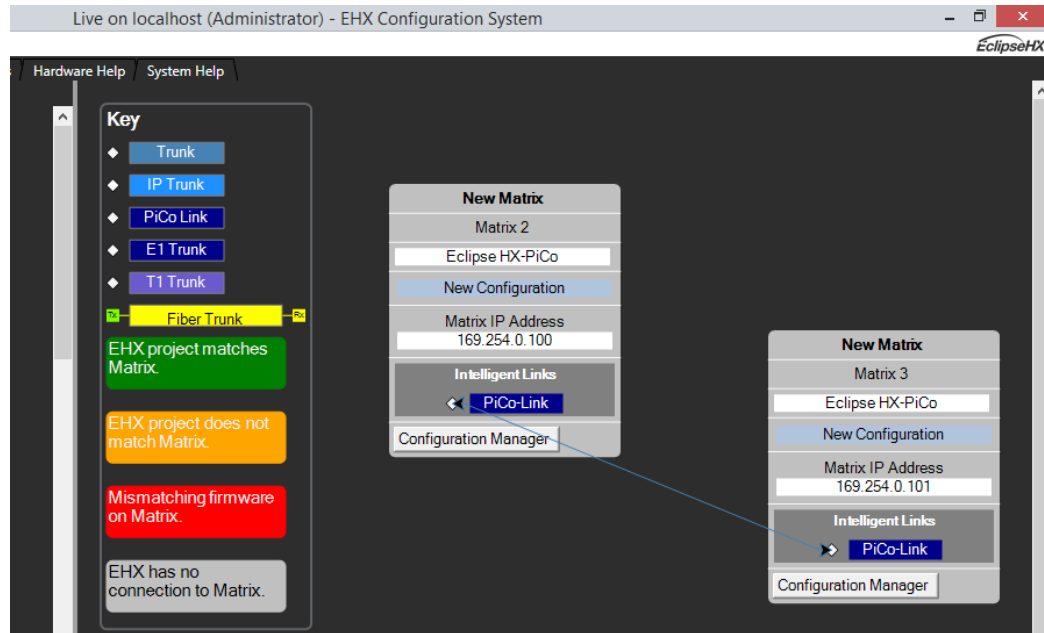 Live on localhost (Administrator) - EHX Configuration System
EclipseHX
Hardware Help
System Help
Key
Trunk
IP Trunk
PiCo Link
E1 Trunk
T1 Trunk
Tx
Fiber Trunk
Rx
EHX project matches
Matrix.
EHX project does not
match Matrix.
Mismatching firmware
on Matrix.
EHX has no
connection to Matrix.
New Matrix
Matrix 2
Eclipse HX-PiCo
New Configuration
Matrix IP Address
169.254.0.100
Intelligent Links
PiCo-Link
Configuration Manager
New Matrix
Matrix 3
Eclipse HX-PiCo
New Configuration
Matrix IP Address
169.254.0.101
Intelligent Links
PiCo-Link
Configuration Manager